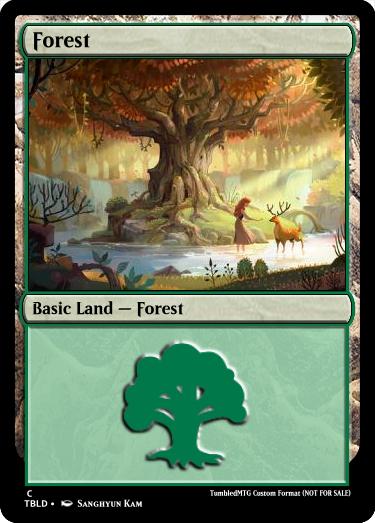 Forest
Basic Land — Forest
C
TBLD • Sanghyun Kam
TumbledMTG Custom Format (NOT FOR SALE)